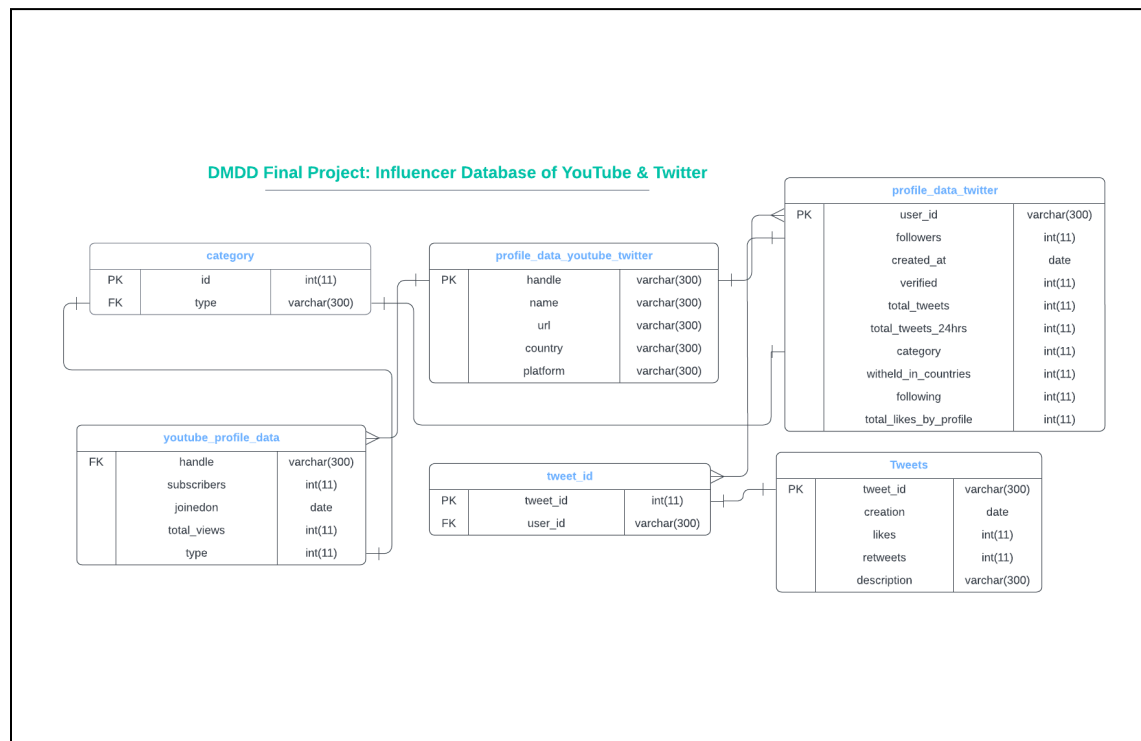 DMDD Final Project: Influencer Database of YouTube & Twitter
category
PK id int(11)
FK type varchar(300)
profile_data_youtube_twitter
PK handle varchar(300)
name varchar(300)
url varchar(300)
country varchar(300)
platform varchar(300)
profile_data_twitter
PK user_id varchar(300)
followers int(11)
created_at date
verified int(11)
total_tweets int(11)
total_tweets_24hrs int(11)
category int(11)
witheld_in_countries int(11)
following int(11)
total_likes_by_profile int(11)
youtube_profile_data
FK handle varchar(300)
subscribers int(11)
joinedon date
total_views int(11)
type int(11)
tweet_id
PK tweet_id int(11)
FK user_id varchar(300)
Tweets
PK tweet_id varchar(300)
creation date
likes int(11)
retweets int(11)
description varchar(300)